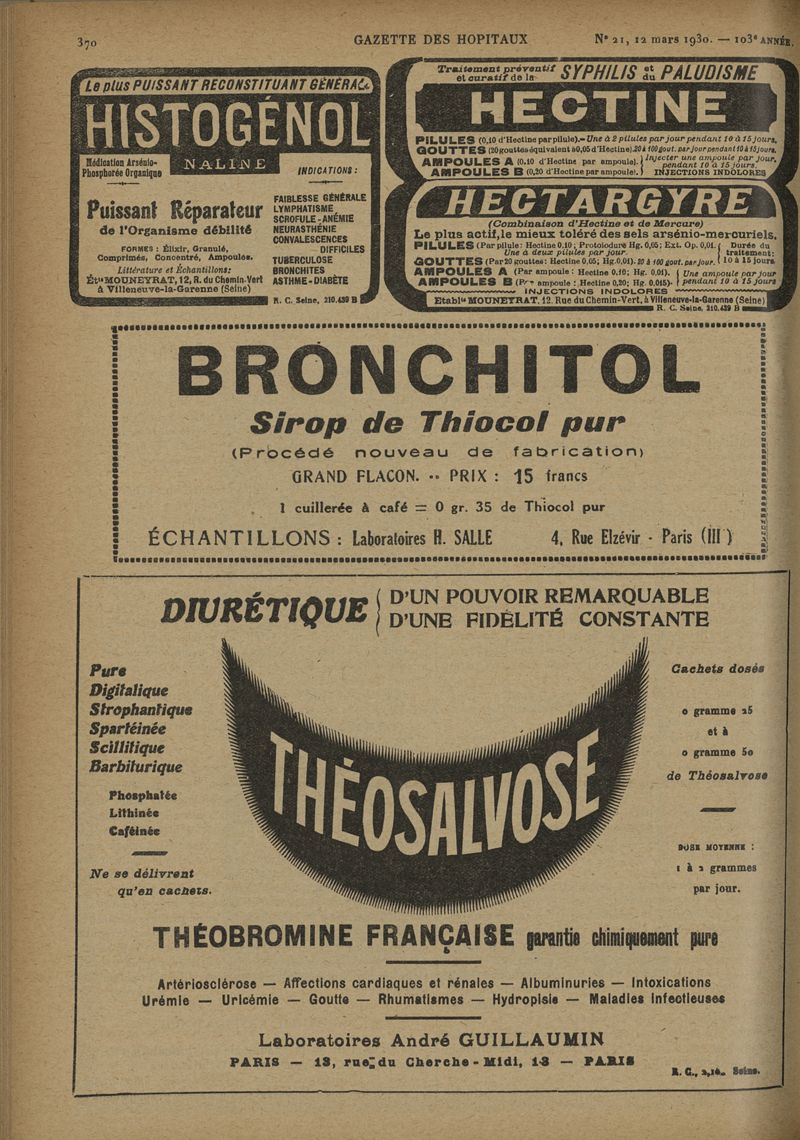 370 GAZETTE DES HOPITAUX N° 21, 12 mars 1930. — 103e ANNÉE.
Le plus PUISSANT RECONSTITUANT GÉNÉRAL
HISTOGÉNOL
Médication Arsénio-
Phosphorée Organique
NALINE
INDICATIONS :
Puissant Réparateur
de l'Organisme débilité
FORMES : Élixir, Granulé,
Comprimés, Concentré, Ampoules.
Littérature et Échantillons:
Éts MOUNEYRAT, 12, R. du Chemin-Vert
à Villeneuve-la-Garenne (Seine)
FAIBLESSE GÉNÉRALE
LYMPHATISME
SCROFULE - ANÉMIE
NEURASTHÉNIE
CONVALESCENCES
DIFFICILES
TUBERCULOSE
BRONCHITES
ASTHME - DIABÈTE
R. C. Seine, 210.439 B
Traitement préventif et curatif de la SYPHILIS et du PALUDISME
HECTINE
PILULES (0,10 d'Hectine par pilule).- Une à 2 pilules par jour pendant 10 à 15 jours.
GOUTTES (20 gouttes équivalent à 0,05 d'Hectine). 20 à 100 gout. par jour pendant 10 à 15 jours.
AMPOULES A (0.10 d'Hectine par ampoule). Injecter une ampoule par jour.
pendant 10 à 15 jours.
AMPOULES B (0,20 d'Hectine par ampoule). INJECTIONS INDOLORES
HECTARGYRE
(Combinaison d'Hectine et de Mercure)
Le plus actif, le mieux toléré des sels arsénio-mercuriels.
PILULES (Par pilule: Hectine 0.10; Protoiodure Hg. 0,05; Ext. Op. 0,01. Durée du
Une à deux pilules par jour. traitement:
GOUTTES (Par 20 gouttes: Hectine 0,05; Hg. 0,01). 20 à 100 gout. par jour. 10 à 15 jours
AMPOULES A (Par ampoule: Hectine 0.10; Hg. 0,01). Une ampoule par jour
AMPOULES B (Par ampoule: Hectine 0,20; Hg. 0,015). pendant 10 à 15 jours
INJECTIONS INDOLORES
Etablts MOUNEYRAT, 12. Rue du Chemin-Vert, à Villeneuve-la-Garenne (Seine)
R. C. Seine, 210.439 B
BRONCHITOL
Sirop de Thiocol pur
(Procédé nouveau de fabrication)
GRAND FLACON. -- PRIX : 15 francs
1 cuillerée à café = 0 gr. 35 de Thiocol pur
ÉCHANTILLONS : Laboratoires H. SALLE 4, Rue Elzévir - Paris (III )
DIURÉTIQUE D'UN POUVOIR REMARQUABLE
D'UNE FIDÉLITÉ CONSTANTE
Pure
Digitalique
Strophantique
Spartéinée
Scillitique
Barbiturique
Phosphatée
Lithinée
Caféinée
Ne se délivrent
qu'en cachets.
THÉOSALVOSE
Cachets dosés
0 gramme 25
et à
0 gramme 50
de Théosalvose
DOSE MOYENNE :
1 à 2 grammes
par jour.
THÉOBROMINE FRANÇAISE garantie chimiquement pure
Artériosclérose — Affections cardiaques et rénales — Albuminuries — Intoxications
Urémie — Uricémie — Goutte — Rhumatismes — Hydropisie — Maladies infectieuses
Laboratoires André GUILLAUMIN
PARIS — 13, rue du Cherche-Midi, 13 — PARIS
R. C., Seine.